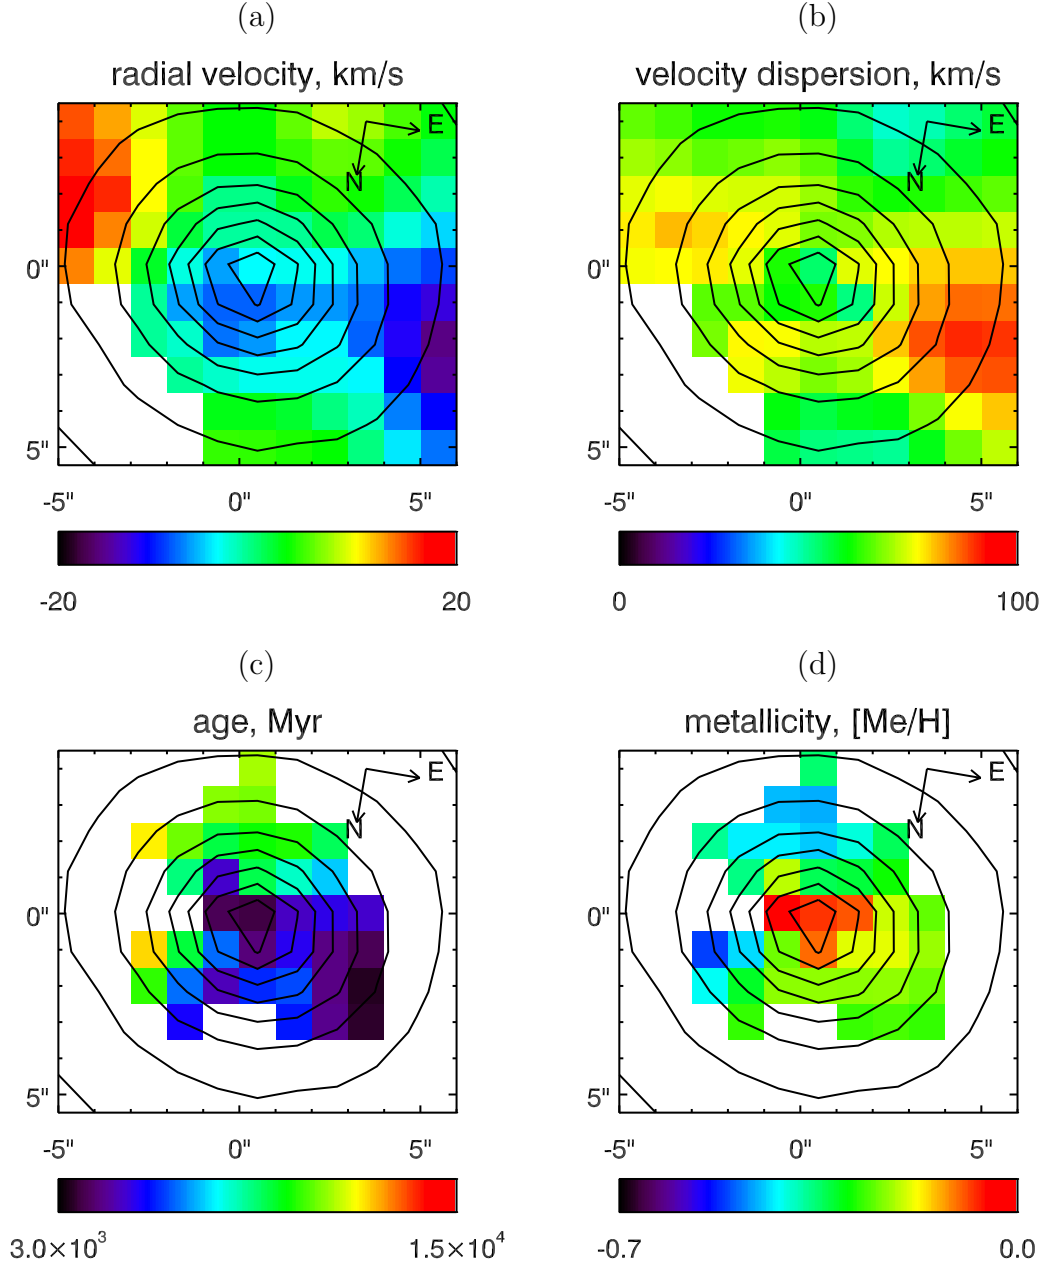 (a) (b)
radial velocity, km/s velocity dispersion, km/s
E E
N N
0" 0"
5" 5"
-5" 0" 5" -5" 0" 5"
-20 20 0 100
(c) (d)
age, Myr metallicity, [Me/H]
E E
N N
0" 0"
5" 5"
-5" 0" 5" -5" 0" 5"
3.0×10³ 1.5×10⁴ -0.7 0.0